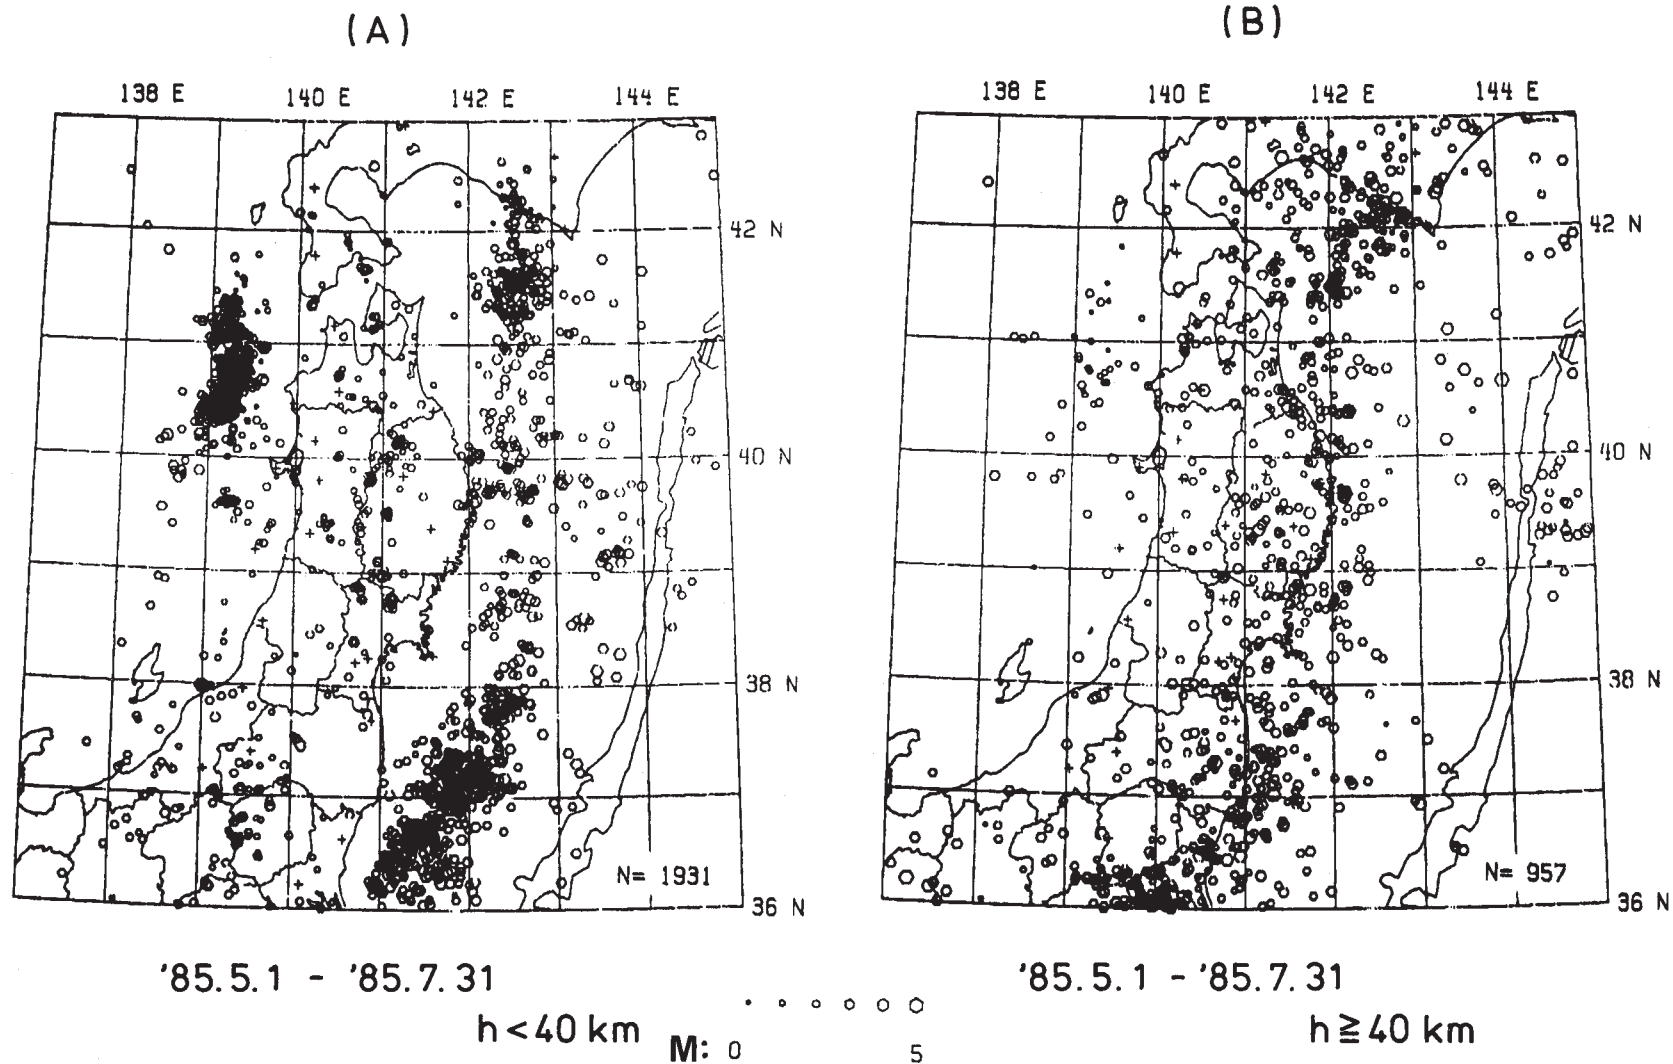 (A) (B)
138 E 140 E 142 E 144 E 138 E 140 E 142 E 144 E
42 N 42 N
40 N 40 N
38 N 38 N
N= 1931 N= 957
36 N 36 N
'85.5.1 - '85.7.31 '85.5.1 - '85.7.31
h<40 km h≧40 km
M: 0 5